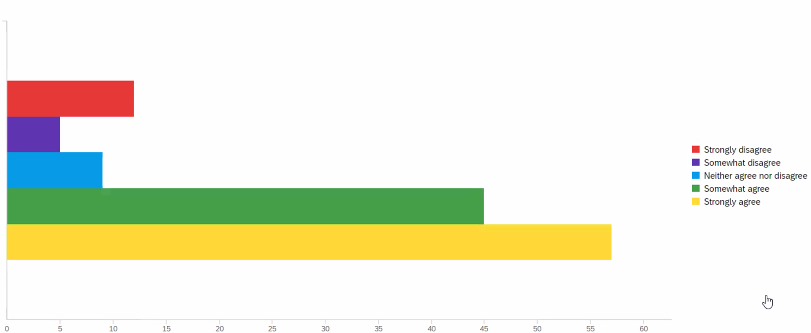 Strongly disagree
Somewhat disagree
Neither agree nor disagree
Somewhat agree
Strongly agree
0 5 10 15 20 25 30 35 40 45 50 55 60